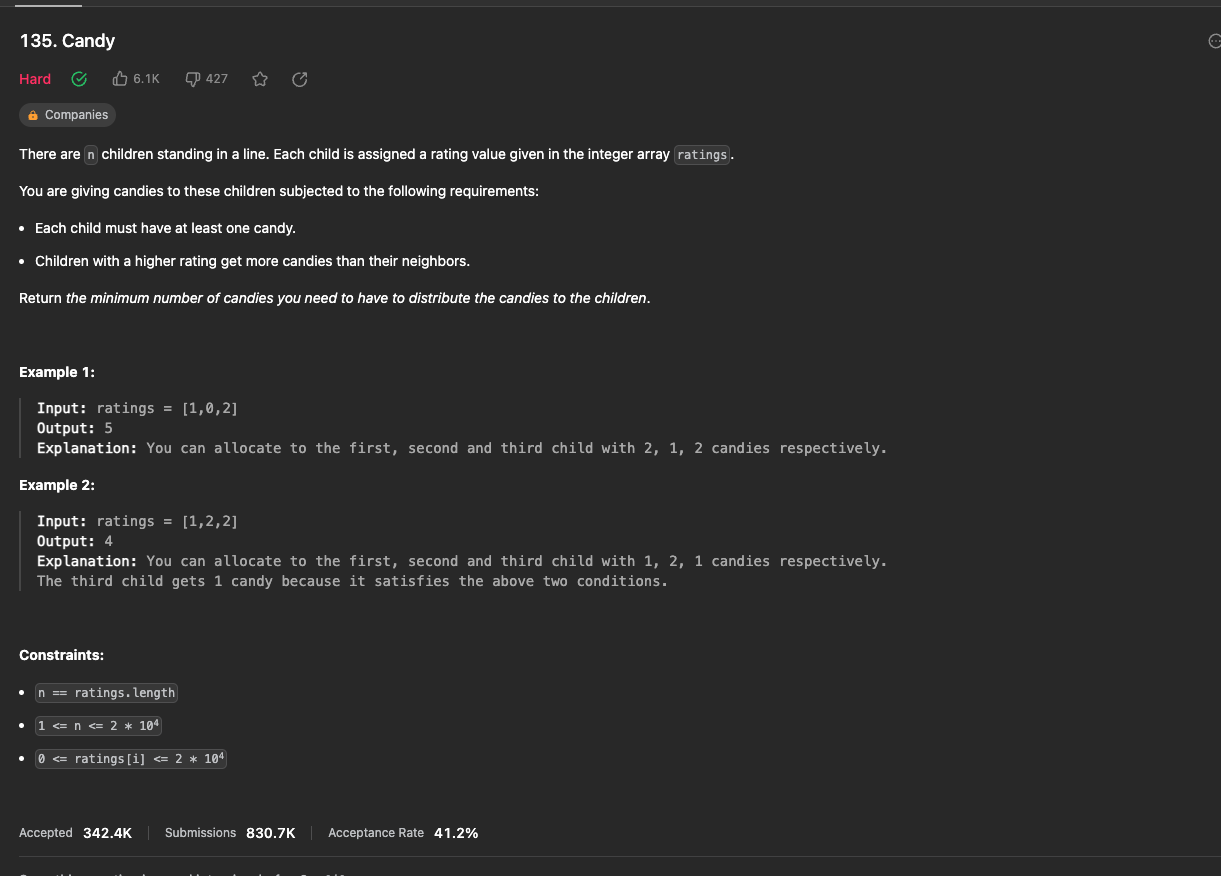 135. Candy
Hard 6.1K 427
Companies
There are n children standing in a line. Each child is assigned a rating value given in the integer array ratings.
You are giving candies to these children subjected to the following requirements:
• Each child must have at least one candy.
• Children with a higher rating get more candies than their neighbors.
Return the minimum number of candies you need to have to distribute the candies to the children.
Example 1:
Input: ratings = [1,0,2]
Output: 5
Explanation: You can allocate to the first, second and third child with 2, 1, 2 candies respectively.
Example 2:
Input: ratings = [1,2,2]
Output: 4
Explanation: You can allocate to the first, second and third child with 1, 2, 1 candies respectively.
The third child gets 1 candy because it satisfies the above two conditions.
Constraints:
• n == ratings.length
• 1 <= n <= 2 * 10⁴
• 0 <= ratings[i] <= 2 * 10⁴
Accepted 342.4K Submissions 830.7K Acceptance Rate 41.2%